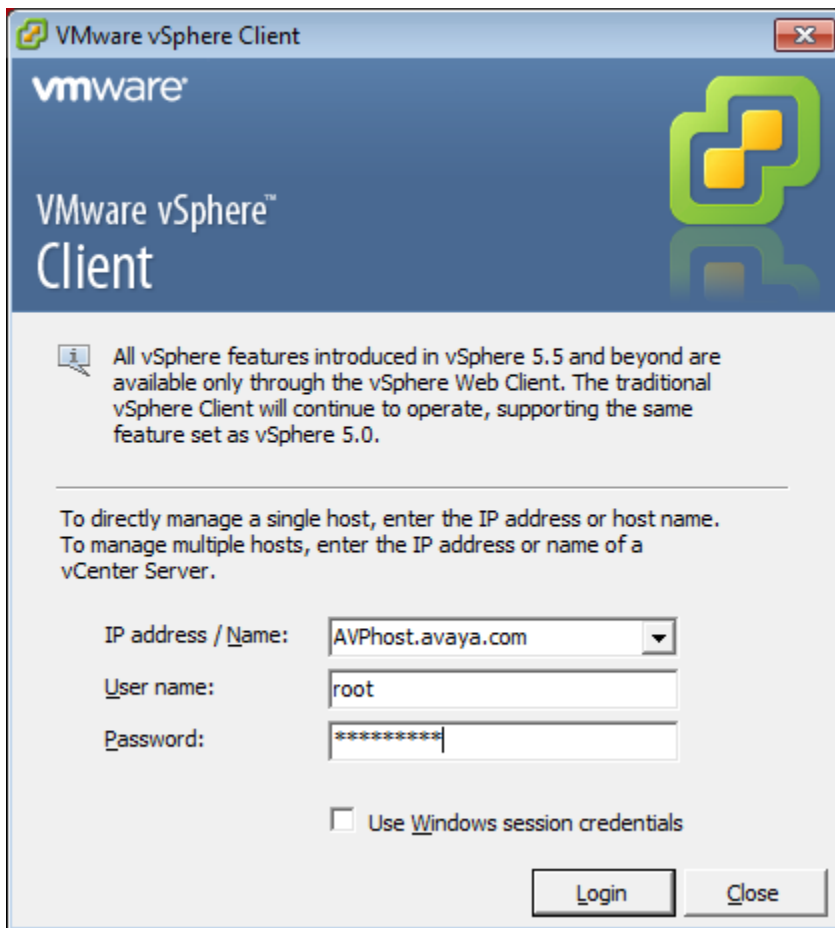 VMware vSphere Client
vmware
VMware vSphere™
Client
All vSphere features introduced in vSphere 5.5 and beyond are
available only through the vSphere Web Client. The traditional
vSphere Client will continue to operate, supporting the same
feature set as vSphere 5.0.
To directly manage a single host, enter the IP address or host name.
To manage multiple hosts, enter the IP address or name of a
vCenter Server.
IP address / Name: AVPhost.avaya.com
User name: root
Password: *********
Use Windows session credentials
Login Close